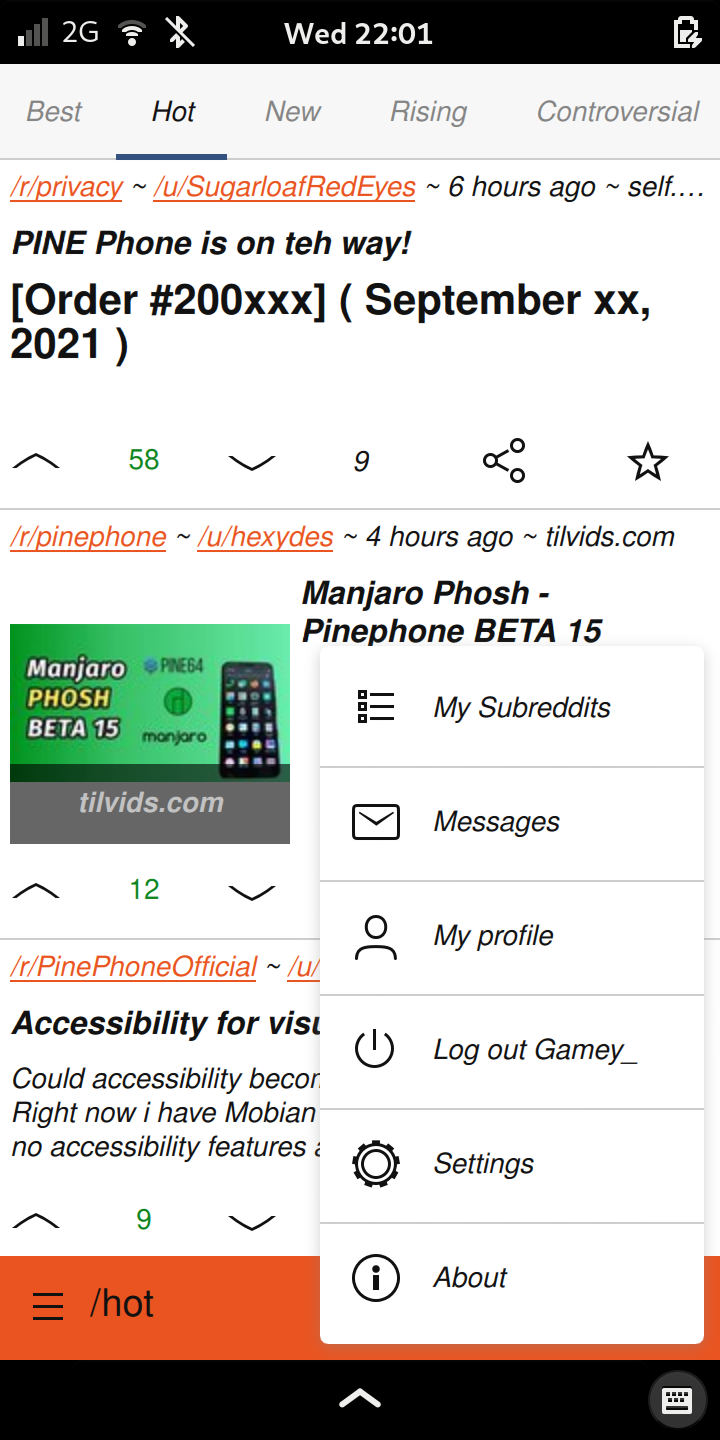 2G Wed 22:01
Best Hot New Rising Controversial
/r/privacy ~ /u/SugarloafRedEyes ~ 6 hours ago ~ self.…
PINE Phone is on teh way!
[Order #200xxx] ( September xx,
2021 )
58 9
/r/pinephone ~ /u/hexydes ~ 4 hours ago ~ tilvids.com
Manjaro Phosh -
Pinephone BETA 15
Manjaro
PHOSH
BETA 15
PINE64
manjaro
tilvids.com
12
/r/PinePhoneOfficial ~ /u/
Accessibility for
Could accessibility
Right now i have Mobian
no accessibility features
9
My Subreddits
Messages
My profile
Log out Gamey_
Settings
About
/hot